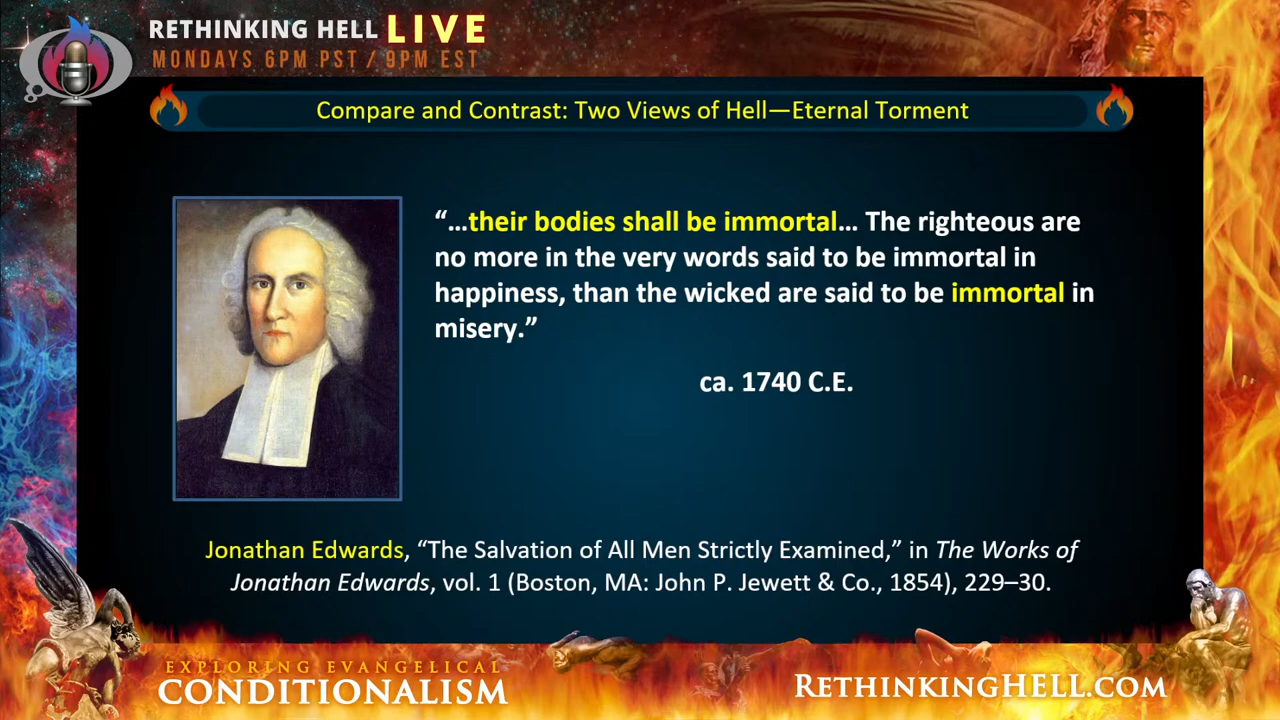 RETHINKING HELL LIVE
MONDAYS 6PM PST / 9PM EST
Compare and Contrast: Two Views of Hell—Eternal Torment
“…their bodies shall be immortal… The righteous are
no more in the very words said to be immortal in
happiness, than the wicked are said to be immortal in
misery.”
ca. 1740 C.E.
Jonathan Edwards, “The Salvation of All Men Strictly Examined,” in The Works of
Jonathan Edwards, vol. 1 (Boston, MA: John P. Jewett & Co., 1854), 229–30.
EXPLORING EVANGELICAL
CONDITIONALISM
RETHINKINGHELL.COM